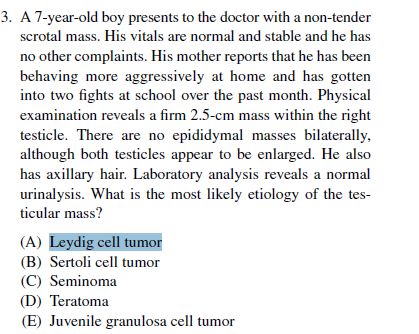 3. A 7-year-old boy presents to the doctor with a non-tender
scrotal mass. His vitals are normal and stable and he has
no other complaints. His mother reports that he has been
behaving more aggressively at home and has gotten
into two fights at school over the past month. Physical
examination reveals a firm 2.5-cm mass within the right
testicle. There are no epididymal masses bilaterally,
although both testicles appear to be enlarged. He also
has axillary hair. Laboratory analysis reveals a normal
urinalysis. What is the most likely etiology of the tes-
ticular mass?
(A) Leydig cell tumor
(B) Sertoli cell tumor
(C) Seminoma
(D) Teratoma
(E) Juvenile granulosa cell tumor